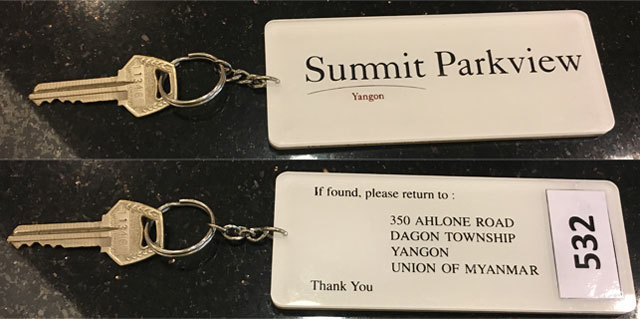 Summit Parkview
Yangon
If found, please return to :
350 AHLONE ROAD
DAGON TOWNSHIP
YANGON
UNION OF MYANMAR
Thank You
532